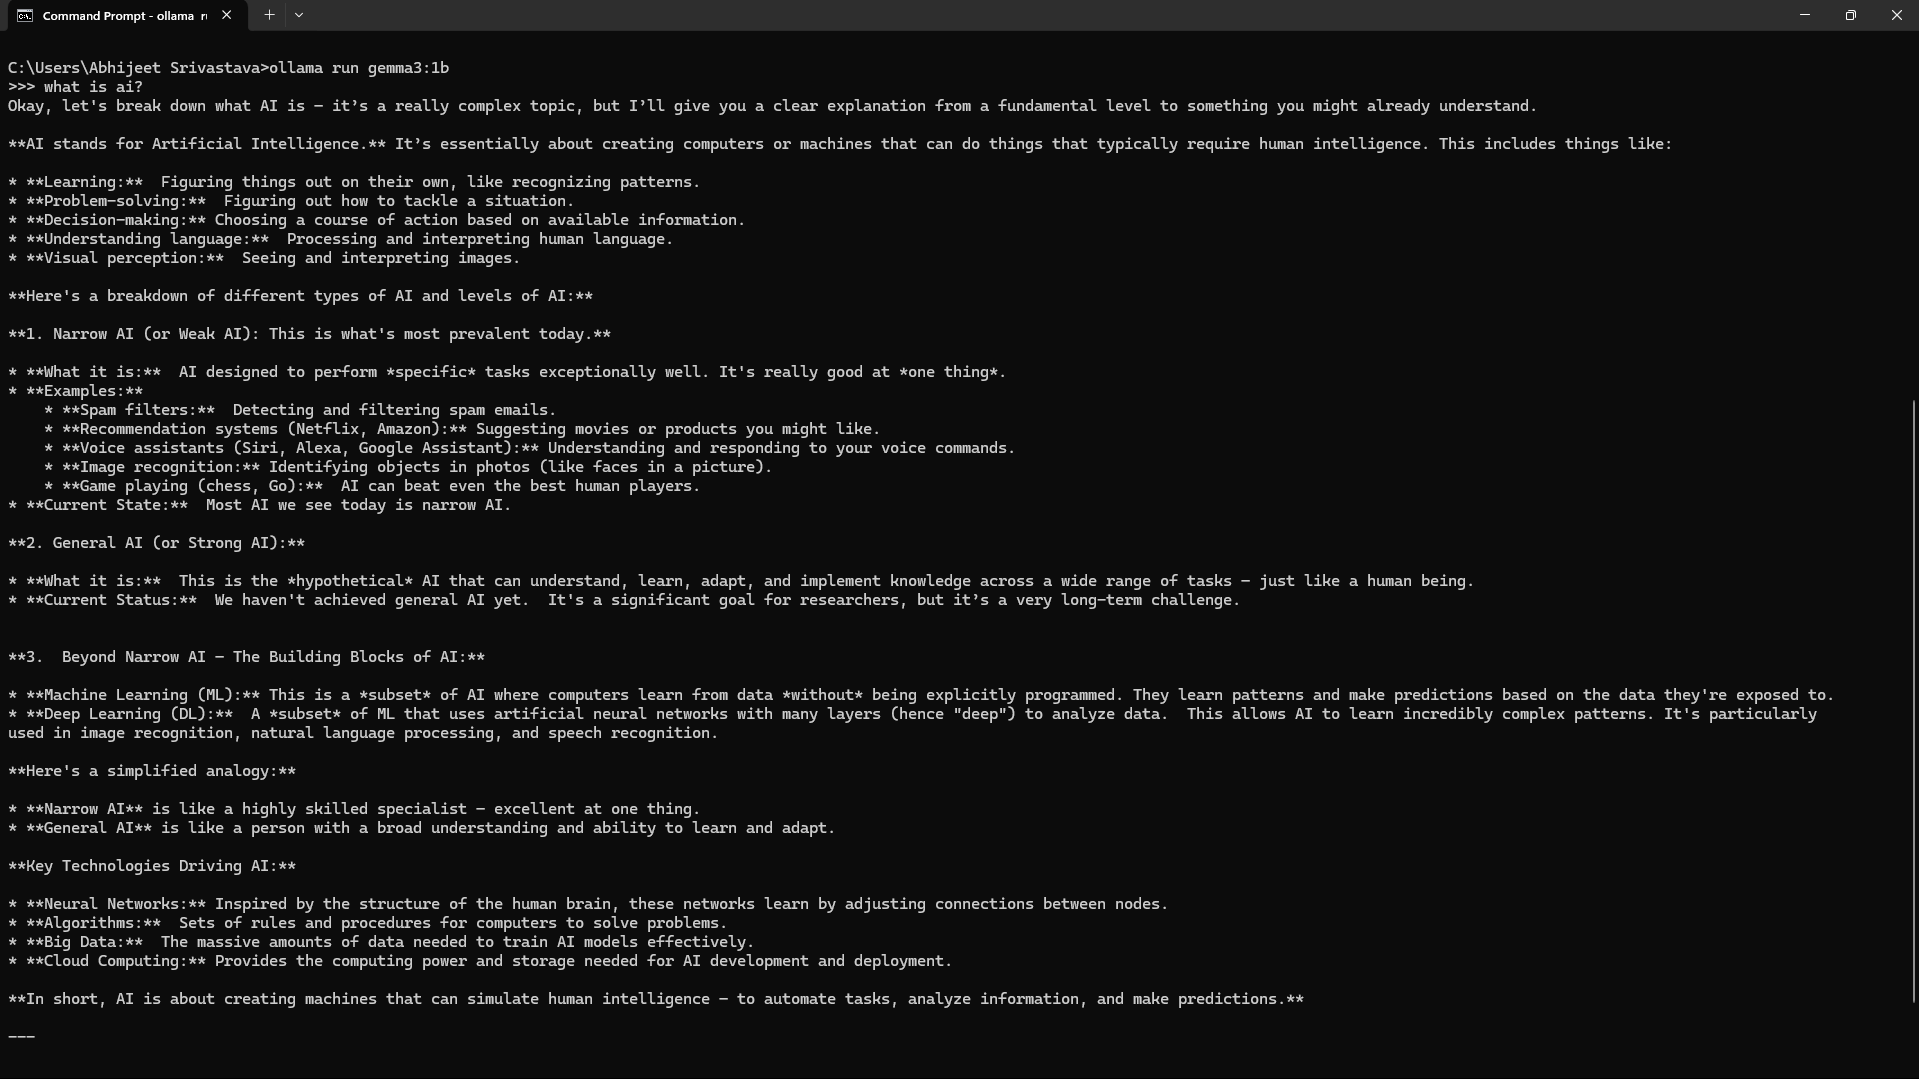 Command Prompt - ollama r
C:\Users\Abhijeet Srivastava>ollama run gemma3:1b
>>> what is ai?
Okay, let's break down what AI is – it’s a really complex topic, but I’ll give you a clear explanation from a fundamental level to something you might already understand.
**AI stands for Artificial Intelligence.** It’s essentially about creating computers or machines that can do things that typically require human intelligence. This includes things like:
* **Learning:**  Figuring things out on their own, like recognizing patterns.
* **Problem-solving:**  Figuring out how to tackle a situation.
* **Decision-making:** Choosing a course of action based on available information.
* **Understanding language:**  Processing and interpreting human language.
* **Visual perception:**  Seeing and interpreting images.
**Here's a breakdown of different types of AI and levels of AI:**
**1. Narrow AI (or Weak AI): This is what's most prevalent today.**
* **What it is:**  AI designed to perform *specific* tasks exceptionally well. It's really good at *one thing*.
* **Examples:**
    * **Spam filters:**  Detecting and filtering spam emails.
    * **Recommendation systems (Netflix, Amazon):** Suggesting movies or products you might like.
    * **Voice assistants (Siri, Alexa, Google Assistant):** Understanding and responding to your voice commands.
    * **Image recognition:** Identifying objects in photos (like faces in a picture).
    * **Game playing (chess, Go):**  AI can beat even the best human players.
* **Current State:**  Most AI we see today is narrow AI.
**2. General AI (or Strong AI):**
* **What it is:**  This is the *hypothetical* AI that can understand, learn, adapt, and implement knowledge across a wide range of tasks – just like a human being.
* **Current Status:**  We haven't achieved general AI yet.  It's a significant goal for researchers, but it’s a very long-term challenge.
**3.  Beyond Narrow AI – The Building Blocks of AI:**
* **Machine Learning (ML):** This is a *subset* of AI where computers learn from data *without* being explicitly programmed. They learn patterns and make predictions based on the data they're exposed to.
* **Deep Learning (DL):**  A *subset* of ML that uses artificial neural networks with many layers (hence "deep") to analyze data.  This allows AI to learn incredibly complex patterns. It's particularly
used in image recognition, natural language processing, and speech recognition.
**Here's a simplified analogy:**
* **Narrow AI** is like a highly skilled specialist – excellent at one thing.
* **General AI** is like a person with a broad understanding and ability to learn and adapt.
**Key Technologies Driving AI:**
* **Neural Networks:** Inspired by the structure of the human brain, these networks learn by adjusting connections between nodes.
* **Algorithms:**  Sets of rules and procedures for computers to solve problems.
* **Big Data:**  The massive amounts of data needed to train AI models effectively.
* **Cloud Computing:** Provides the computing power and storage needed for AI development and deployment.
**In short, AI is about creating machines that can simulate human intelligence – to automate tasks, analyze information, and make predictions.**
---